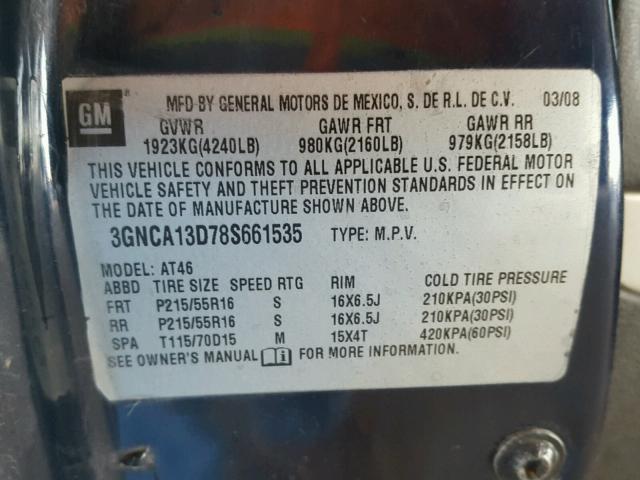 GM ® MFD BY GENERAL MOTORS DE MEXICO, S. DE R.L. DE C.V. 03/08
GVWR GAWR FRT GAWR RR
1923KG(4240LB) 980KG(2160LB) 979KG(2158LB)
THIS VEHICLE CONFORMS TO ALL APPLICABLE U.S. FEDERAL MOTOR
VEHICLE SAFETY AND THEFT PREVENTION STANDARDS IN EFFECT ON
THE DATE OF MANUFACTURE SHOWN ABOVE.
3GNCA13D78S661535 TYPE: M.P.V.
MODEL: AT46
ABBD TIRE SIZE SPEED RTG RIM COLD TIRE PRESSURE
FRT P215/55R16 S 16X6.5J 210KPA(30PSI)
RR P215/55R16 S 16X6.5J 210KPA(30PSI)
SPA T115/70D15 M 15X4T 420KPA(60PSI)
SEE OWNER'S MANUAL FOR MORE INFORMATION.